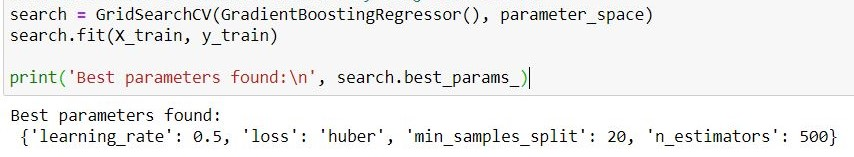 search = GridSearchCV(GradientBoostingRegressor(), parameter_space)
search.fit(X_train, y_train)
print('Best parameters found:\n', search.best_params_)
Best parameters found:
{'learning_rate': 0.5, 'loss': 'huber', 'min_samples_split': 20, 'n_estimators': 500}